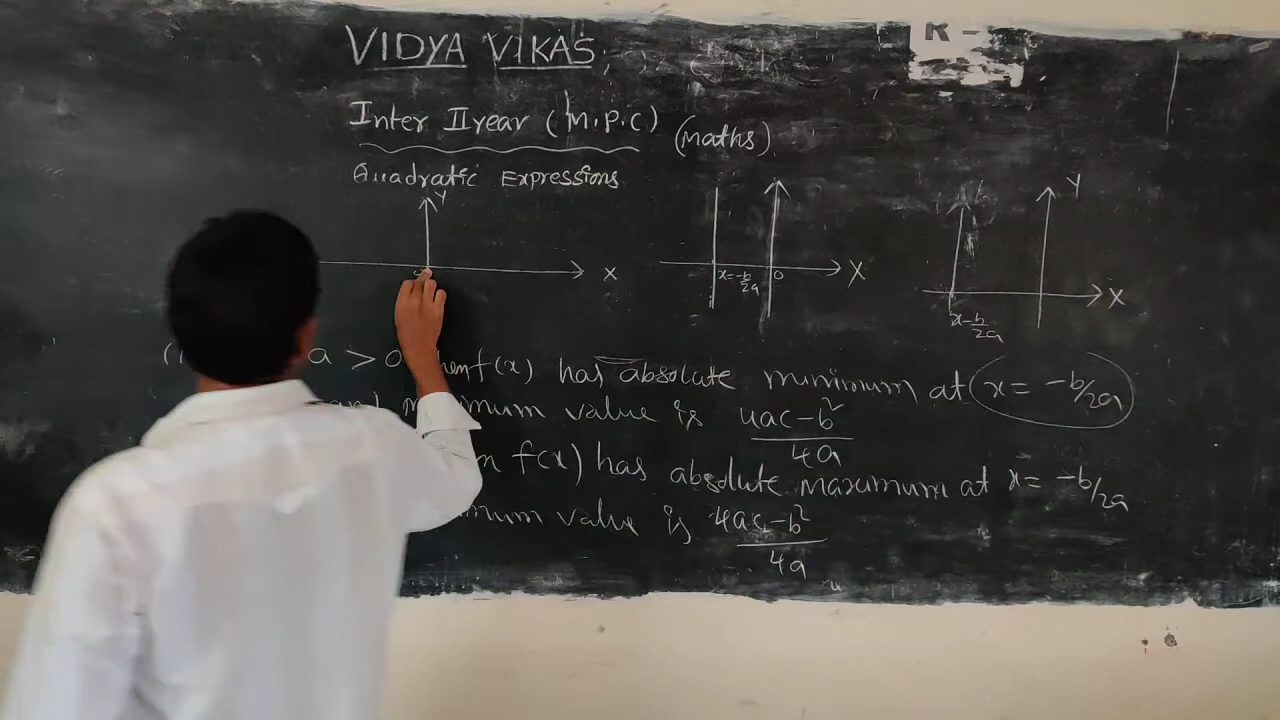 R -
VIDYA VIKAS
Inter II year (M.P.C) (Maths)
Quadratic Expressions
Y
X
x=-b/2a
0
X
Y
X
x-b/2a
a > 0 then f(x) has absolute minimum at x = -b/2a
and minimum value is 4ac-b²/4a
f(x) has absolute maximum at x = -b/2a
value is 4ac-b²/4a